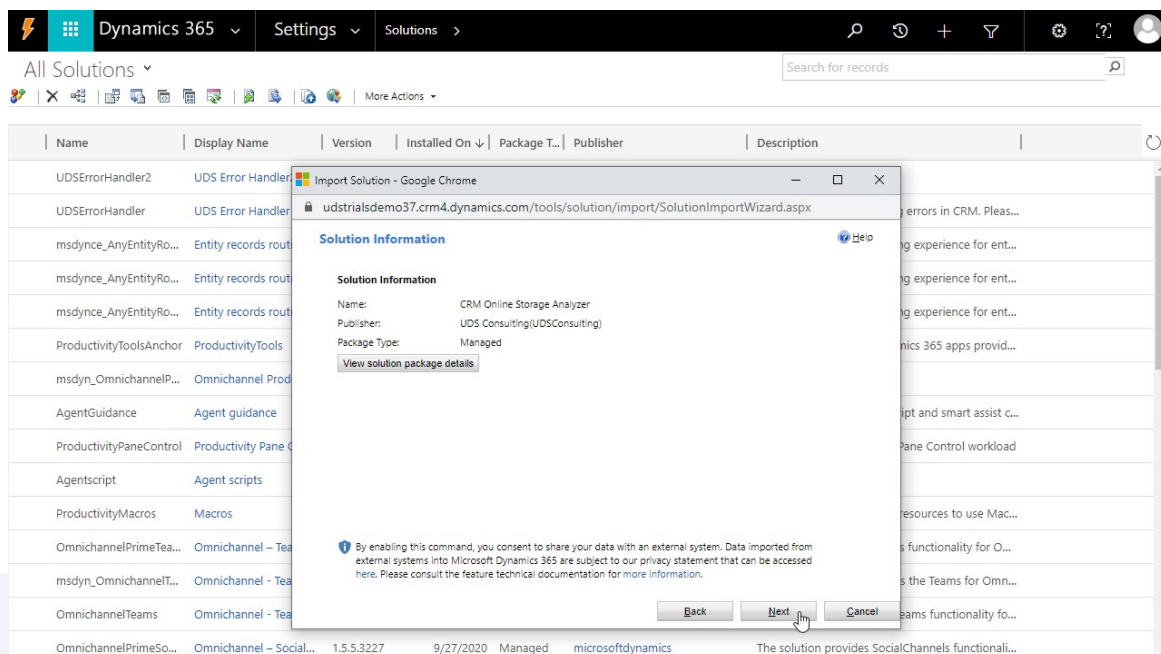 Dynamics 365 Settings Solutions >
All Solutions
Search for records
More Actions
Name Display Name Version Installed On ↓ Package T... Publisher Description
UDSErrorHandler2 UDS Error Handler
UDSErrorHandler UDS Error Handler errors in CRM. Pleas...
msdynce_AnyEntityRo... Entity records routi ng experience for ent...
msdynce_AnyEntityRo... Entity records routi ng experience for ent...
msdynce_AnyEntityRo... Entity records routi ng experience for ent...
ProductivityToolsAnchor ProductivityTools mics 365 apps provid...
msdyn_OmnichannelP... Omnichannel Prod
AgentGuidance Agent guidance ipt and smart assist c...
ProductivityPaneControl Productivity Pane C Pane Control workload
Agentscript Agent scripts
ProductivityMacros Macros resources to use Mac...
OmnichannelPrimeTea... Omnichannel – Tea s functionality for O...
msdyn_OmnichannelT... Omnichannel - Tea s the Teams for Omn...
OmnichannelTeams Omnichannel - Tea eams functionality fo...
OmnichannelPrimeSo... Omnichannel – Social... 1.5.5.3227 9/27/2020 Managed microsoftdynamics The solution provides SocialChannels functionali...
Import Solution - Google Chrome
udstrialsdemo37.crm4.dynamics.com/tools/solution/import/SolutionImportWizard.aspx
Solution Information
Help
Solution Information
Name: CRM Online Storage Analyzer
Publisher: UDS Consulting(UDSConsulting)
Package Type: Managed
View solution package details
By enabling this command, you consent to share your data with an external system. Data imported from
external systems into Microsoft Dynamics 365 are subject to our privacy statement that can be accessed
here. Please consult the feature technical documentation for more information.
Back Next Cancel